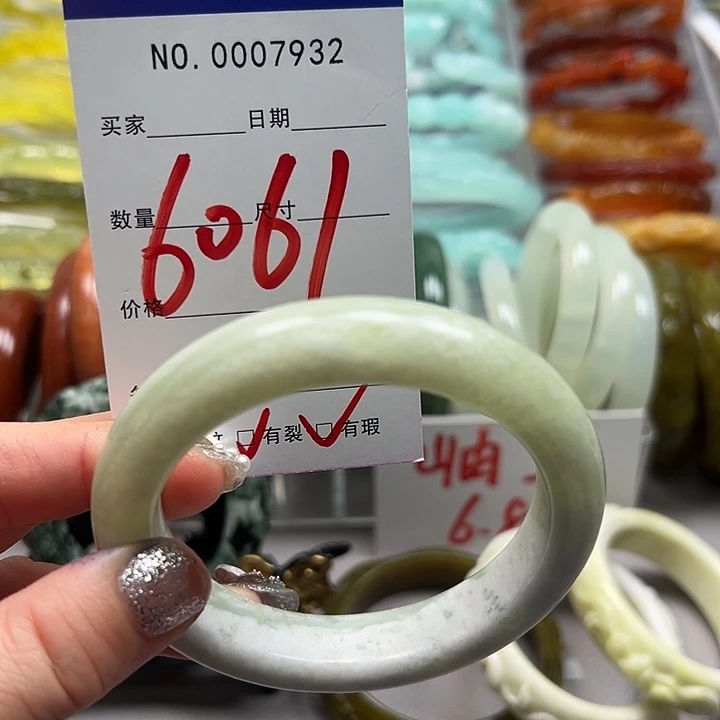 NO. 0007932
买家 日期
6061
数量 尺寸
价格
有裂 有瑕
岫
6-8